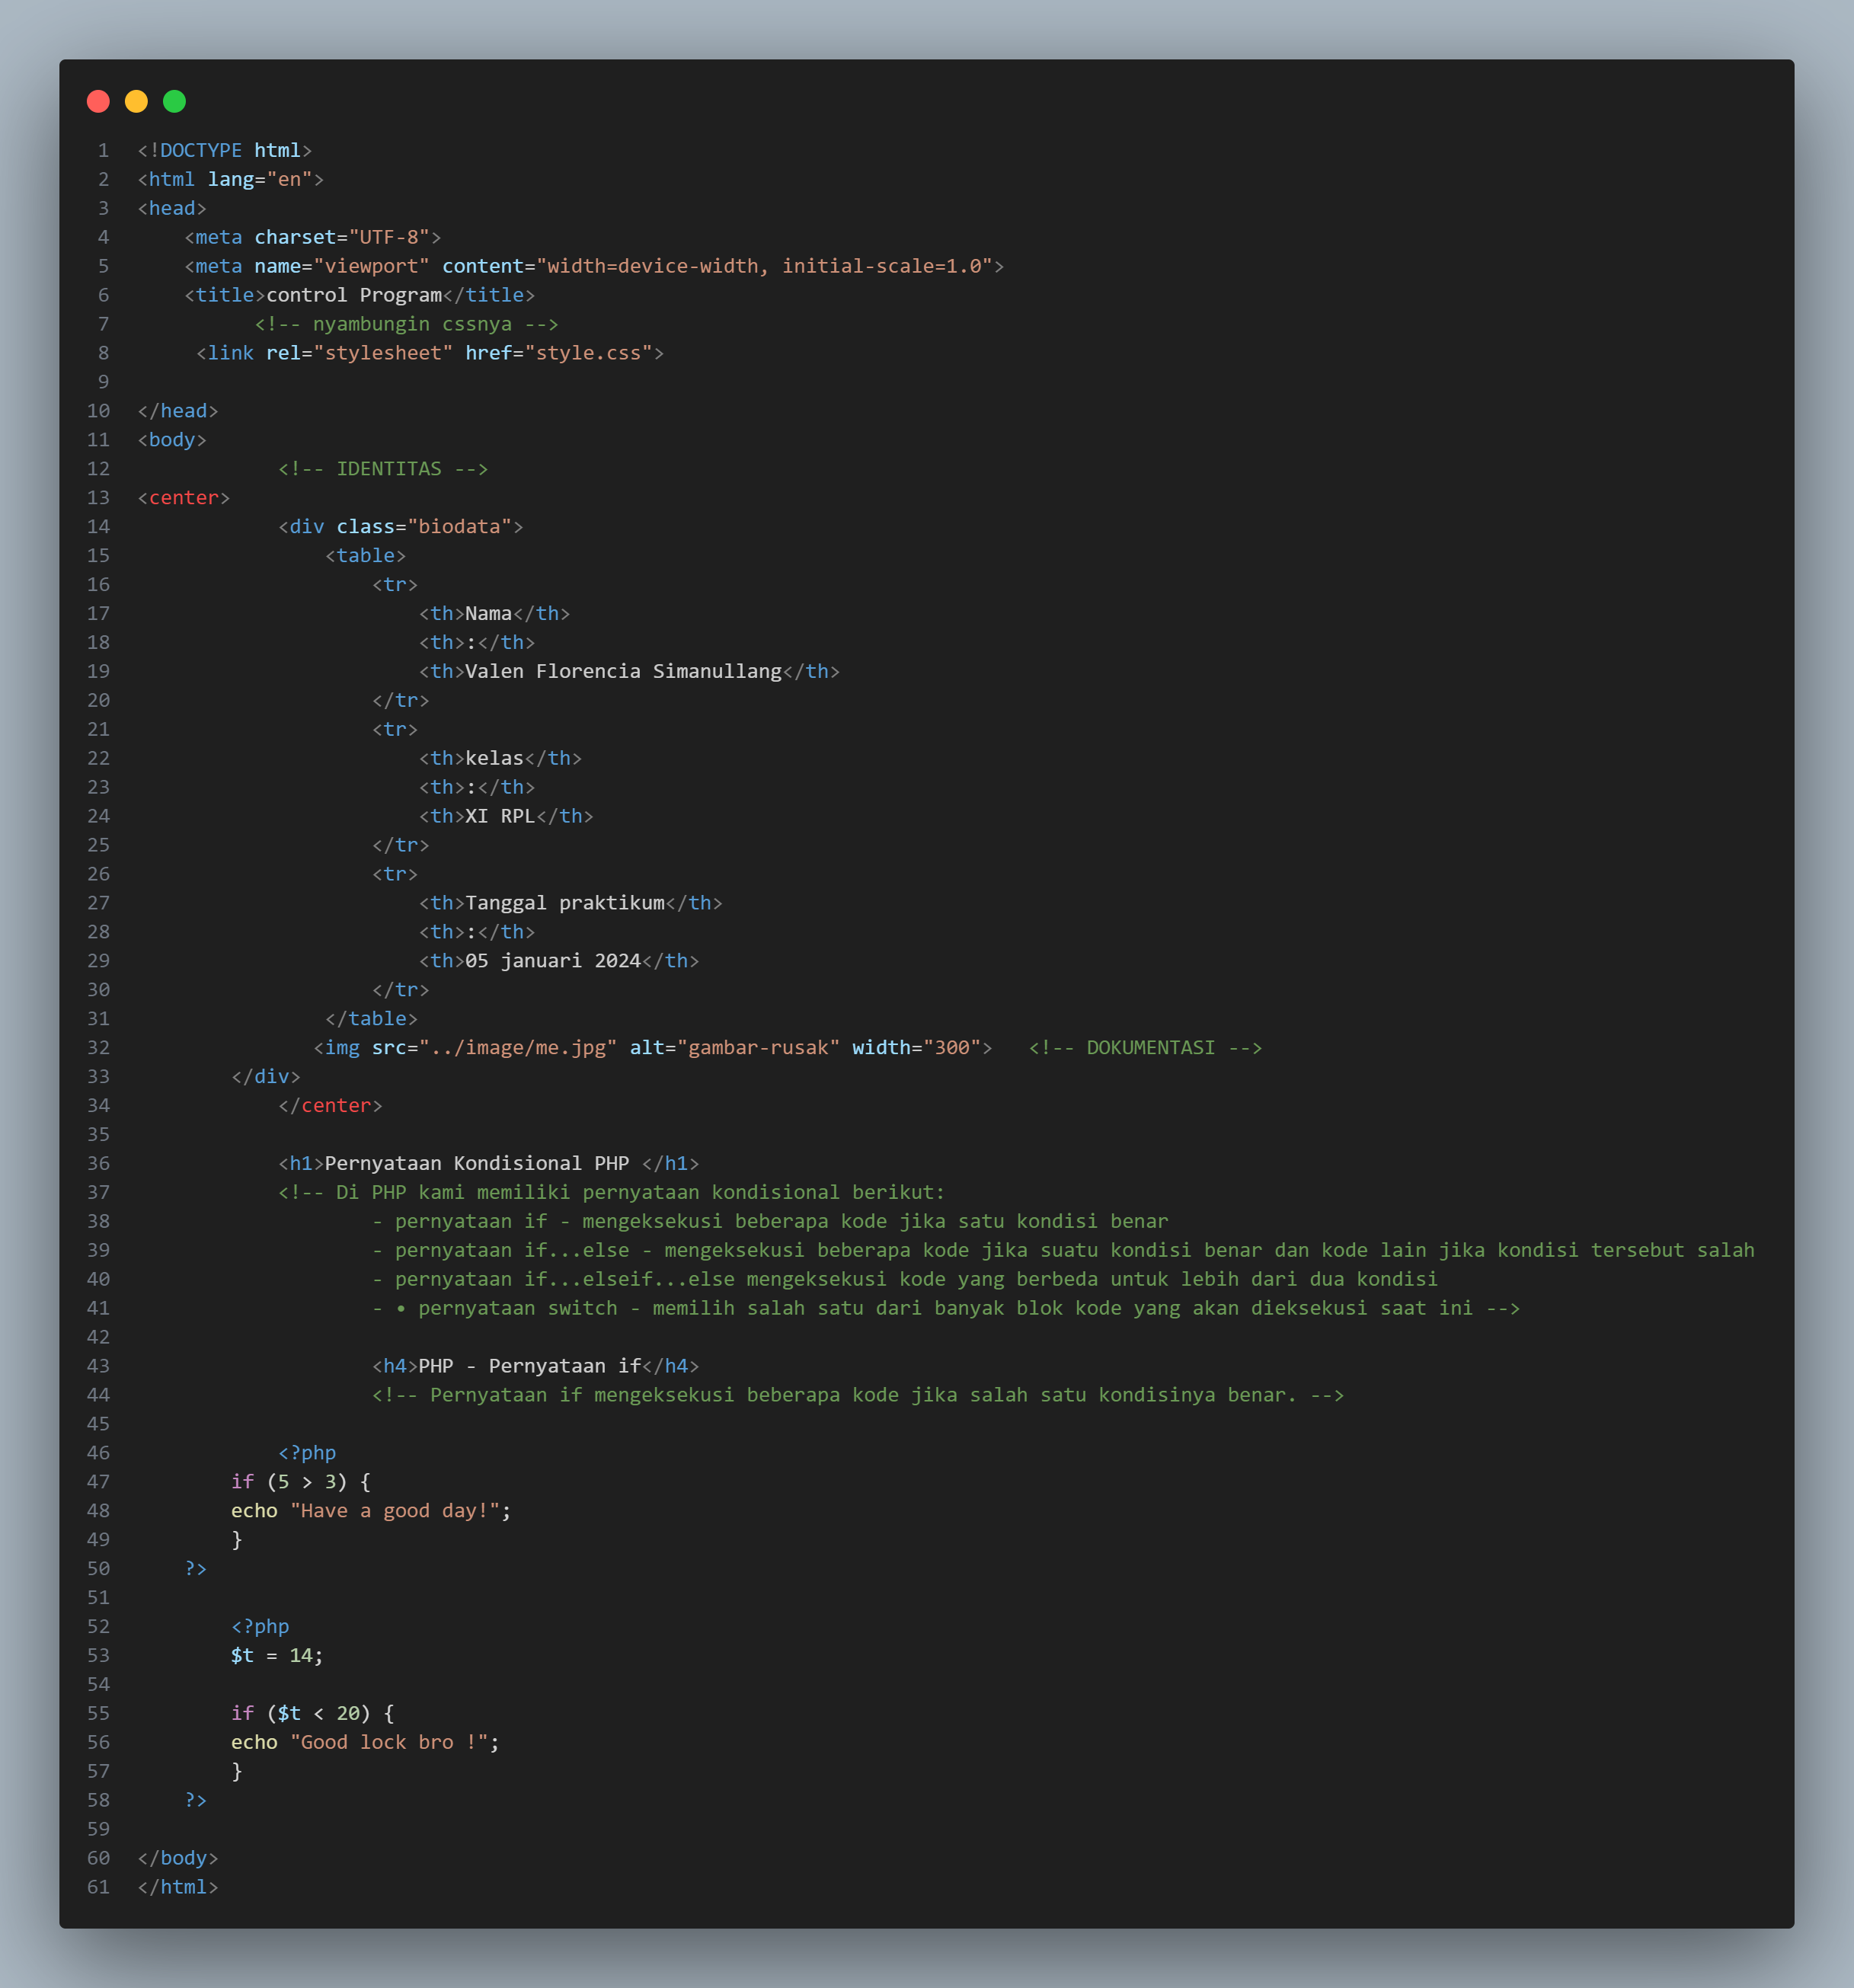 1 <!DOCTYPE html>
2 <html lang="en">
3 <head>
4     <meta charset="UTF-8">
5     <meta name="viewport" content="width=device-width, initial-scale=1.0">
6     <title>control Program</title>
7           <!-- nyambungin cssnya -->
8      <link rel="stylesheet" href="style.css">
9
10 </head>
11 <body>
12             <!-- IDENTITAS -->
13 <center>
14             <div class="biodata">
15                 <table>
16                     <tr>
17                         <th>Nama</th>
18                         <th>:</th>
19                         <th>Valen Florencia Simanullang</th>
20                     </tr>
21                     <tr>
22                         <th>kelas</th>
23                         <th>:</th>
24                         <th>XI RPL</th>
25                     </tr>
26                     <tr>
27                         <th>Tanggal praktikum</th>
28                         <th>:</th>
29                         <th>05 januari 2024</th>
30                     </tr>
31                 </table>
32                <img src="../image/me.jpg" alt="gambar-rusak" width="300">   <!-- DOKUMENTASI -->
33         </div>
34             </center>
35
36             <h1>Pernyataan Kondisional PHP </h1>
37             <!-- Di PHP kami memiliki pernyataan kondisional berikut:
38                     - pernyataan if - mengeksekusi beberapa kode jika satu kondisi benar
39                     - pernyataan if...else - mengeksekusi beberapa kode jika suatu kondisi benar dan kode lain jika kondisi tersebut salah
40                     - pernyataan if...elseif...else mengeksekusi kode yang berbeda untuk lebih dari dua kondisi
41                     - • pernyataan switch - memilih salah satu dari banyak blok kode yang akan dieksekusi saat ini -->
42
43                     <h4>PHP - Pernyataan if</h4>
44                     <!-- Pernyataan if mengeksekusi beberapa kode jika salah satu kondisinya benar. -->
45
46             <?php
47         if (5 > 3) {
48         echo "Have a good day!";
49         }
50     ?>
51
52         <?php
53         $t = 14;
54
55         if ($t < 20) {
56         echo "Good lock bro !";
57         }
58     ?>
59
60 </body>
61 </html>